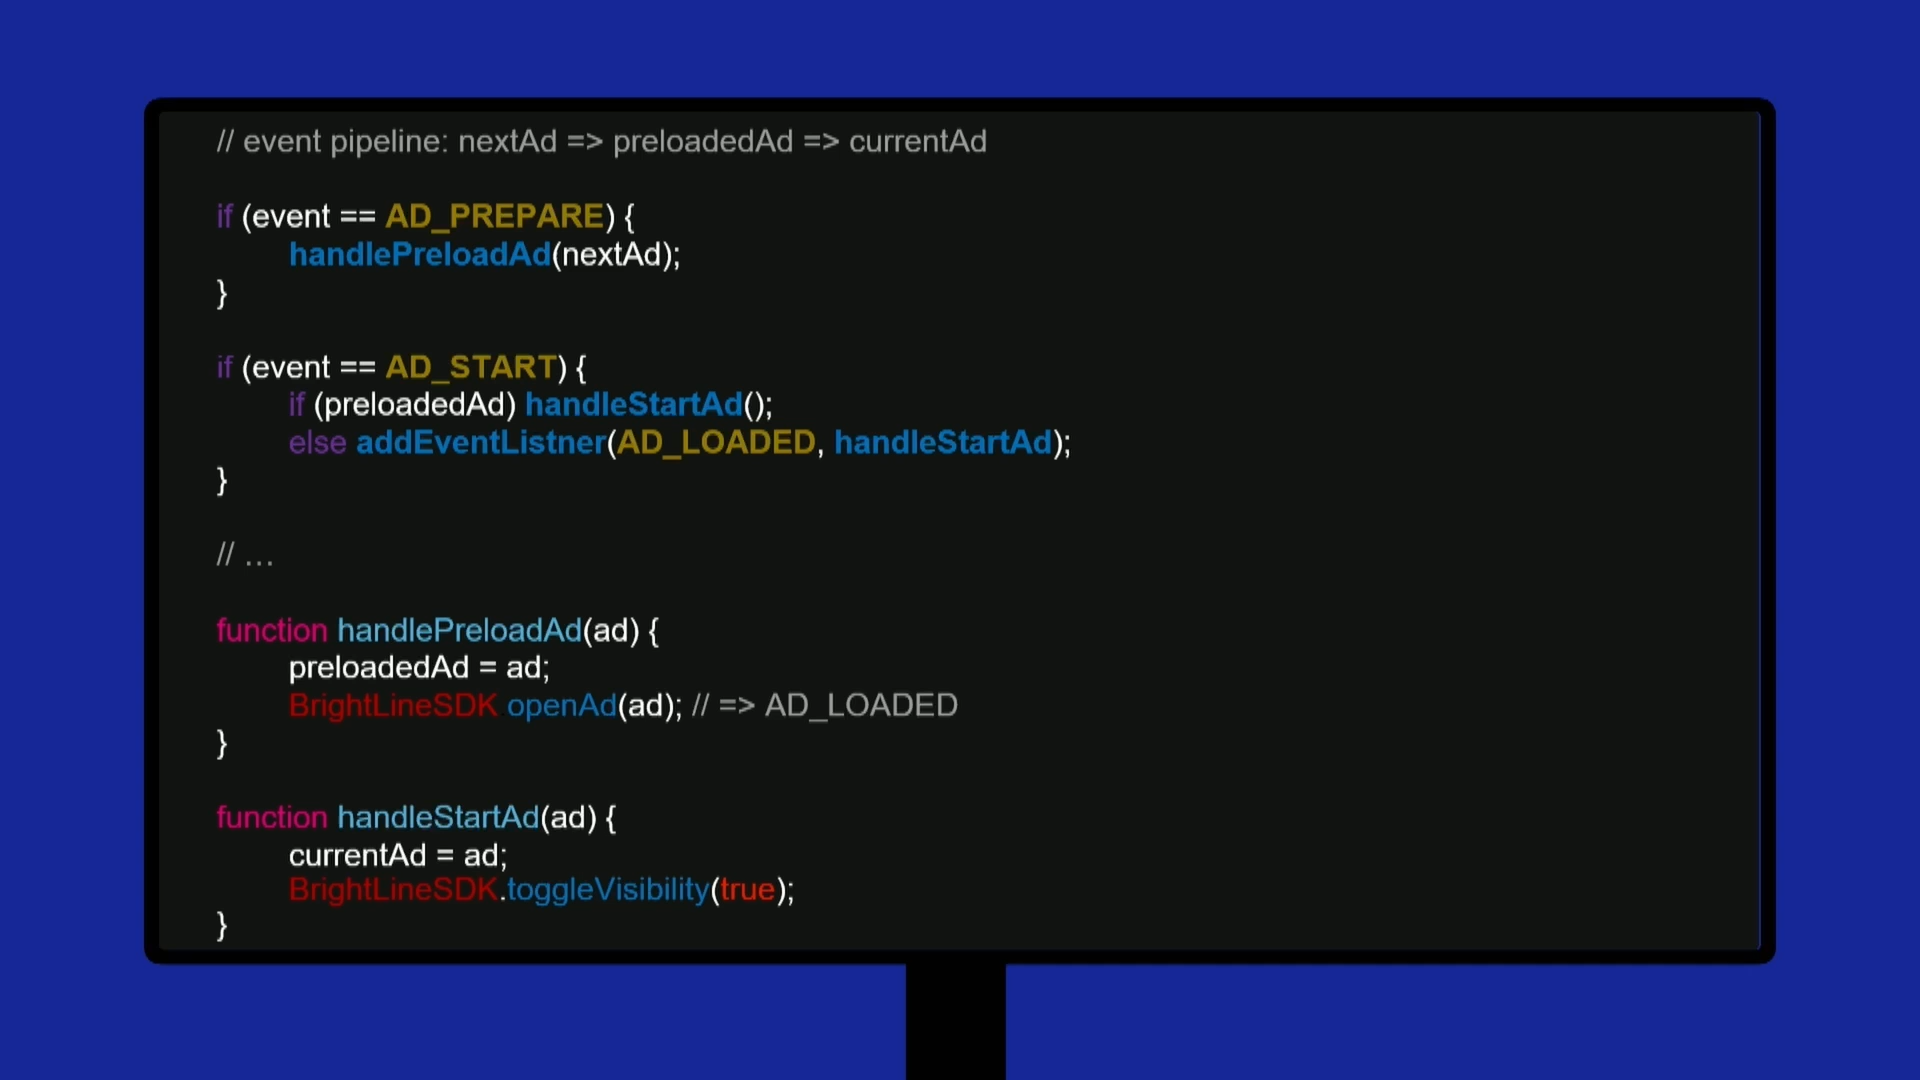 // event pipeline: nextAd => preloadedAd => currentAd
if (event == AD_PREPARE) {
handlePreloadAd(nextAd);
}
if (event == AD_START) {
if (preloadedAd) handleStartAd();
else addEventListner(AD_LOADED, handleStartAd);
}
// …
function handlePreloadAd(ad) {
preloadedAd = ad;
BrightLineSDK.openAd(ad); // => AD_LOADED
}
function handleStartAd(ad) {
currentAd = ad;
BrightLineSDK.toggleVisibility(true);
}